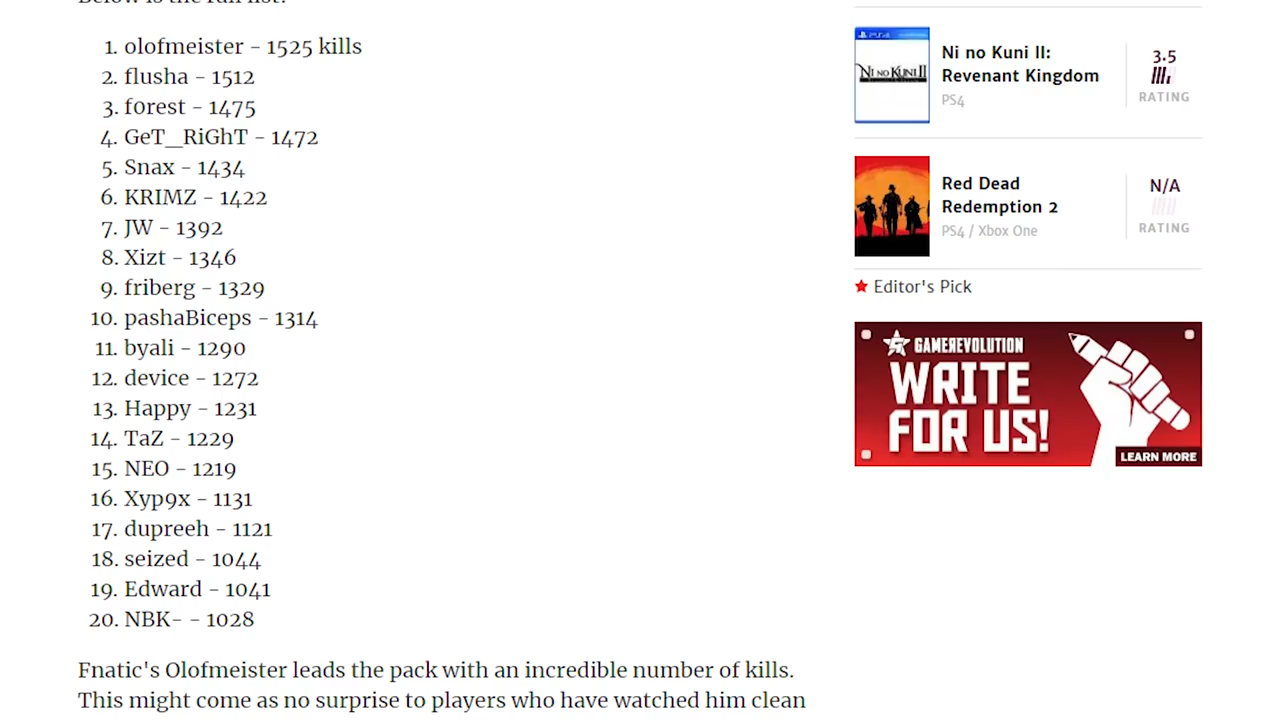 Below is the full list:
1. olofmeister - 1525 kills
2. flusha - 1512
3. f0rest - 1475
4. GeT_RiGhT - 1472
5. Snax - 1434
6. KRIMZ - 1422
7. JW - 1392
8. Xizt - 1346
9. friberg - 1329
10. pashaBiceps - 1314
11. byali - 1290
12. device - 1272
13. Happy - 1231
14. TaZ - 1229
15. NEO - 1219
16. Xyp9x - 1131
17. dupreeh - 1121
18. seized - 1044
19. Edward - 1041
20. NBK- - 1028
Fnatic's Olofmeister leads the pack with an incredible number of kills.
This might come as no surprise to players who have watched him clean
NI NO KUNI II
Ni no Kuni II:
Revenant Kingdom
PS4
3.5
RATING
Red Dead
Redemption 2
PS4 / Xbox One
N/A
RATING
Editor's Pick
GAMEREVOLUTION
WRITE
FOR US!
LEARN MORE